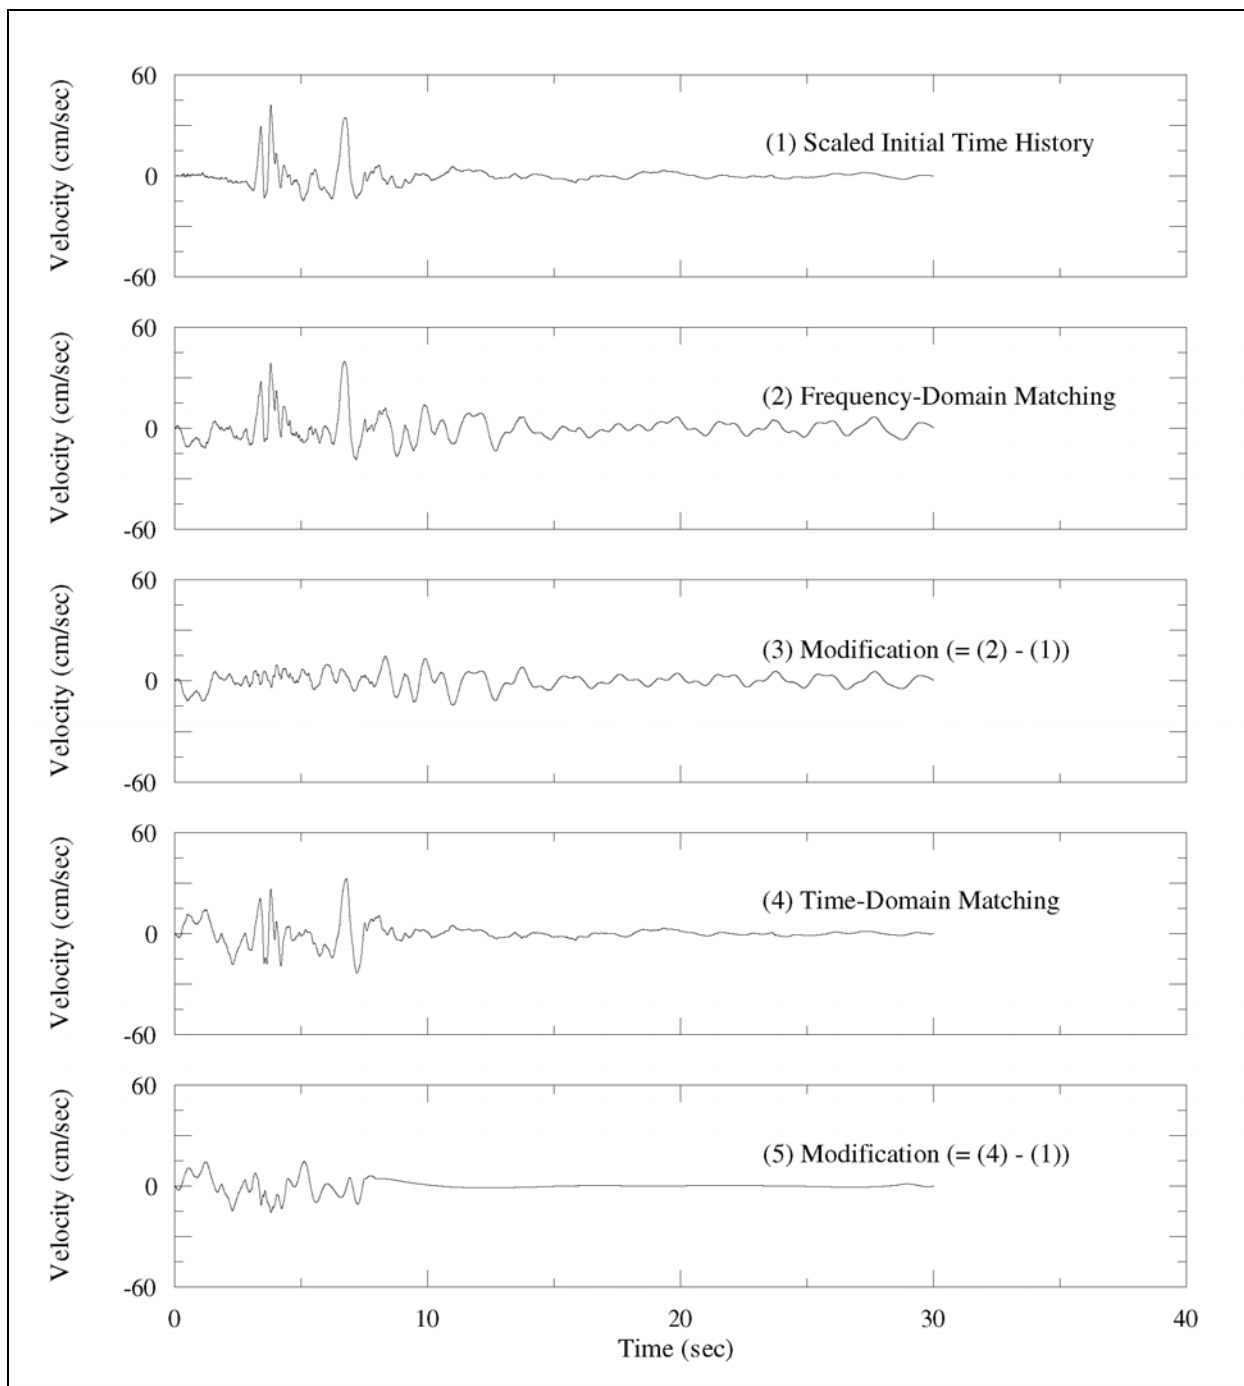 60
Velocity (cm/sec)
(1) Scaled Initial Time History
0
-60
60
Velocity (cm/sec)
(2) Frequency-Domain Matching
0
-60
60
Velocity (cm/sec)
(3) Modification (= (2) - (1))
0
-60
60
Velocity (cm/sec)
(4) Time-Domain Matching
0
-60
60
Velocity (cm/sec)
(5) Modification (= (4) - (1))
0
-60
0 10 20 30 40
Time (sec)